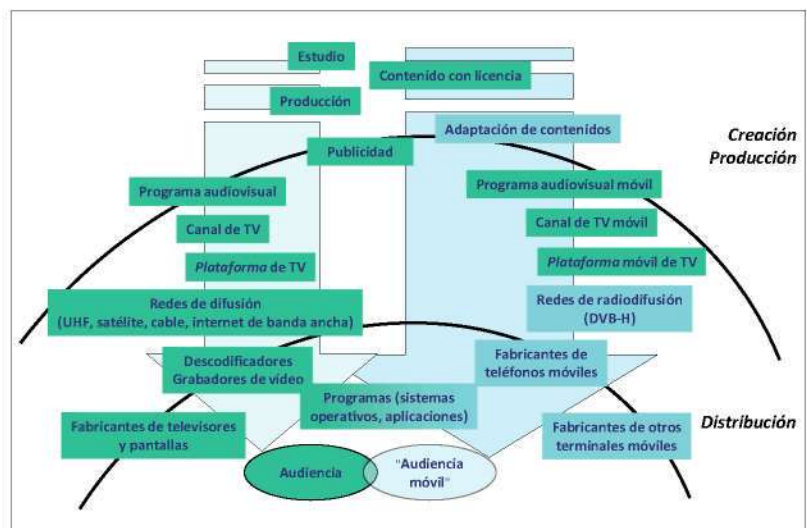 Estudio
Contenido con licencia
Producción
Adaptación de contenidos
Creación
Producción
Publicidad
Programa audiovisual
Programa audiovisual móvil
Canal de TV
Canal de TV móvil
Plataforma de TV
Plataforma móvil de TV
Redes de difusión
(UHF, satélite, cable, internet de banda ancha)
Redes de radiodifusión
(DVB-H)
Descodificadores
Grabadores de vídeo
Fabricantes de
teléfonos móviles
Programas (sistemas
operativos, aplicaciones)
Fabricantes de televisores
y pantallas
Fabricantes de otros
terminales móviles
Distribución
Audiencia
"Audiencia
móvil"